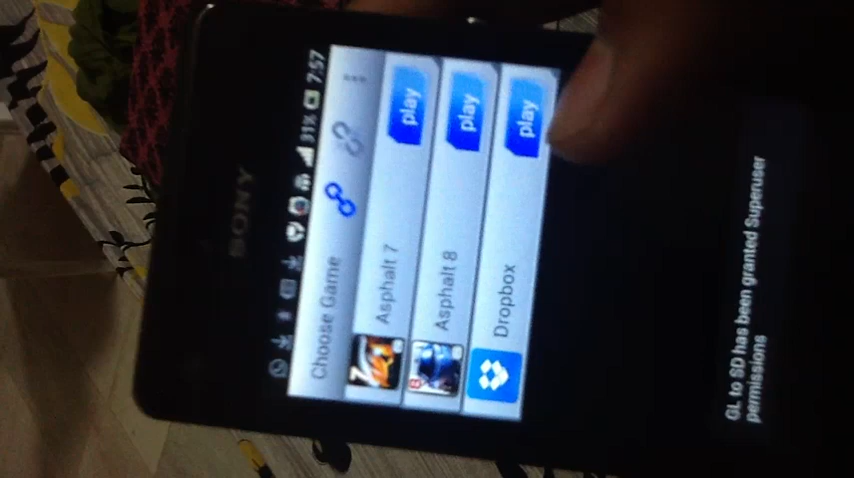 SONY
31% 7:57
Choose Game
Asphalt 7
play
Asphalt 8
play
Dropbox
play
GL to SD has been granted Superuser
permissions